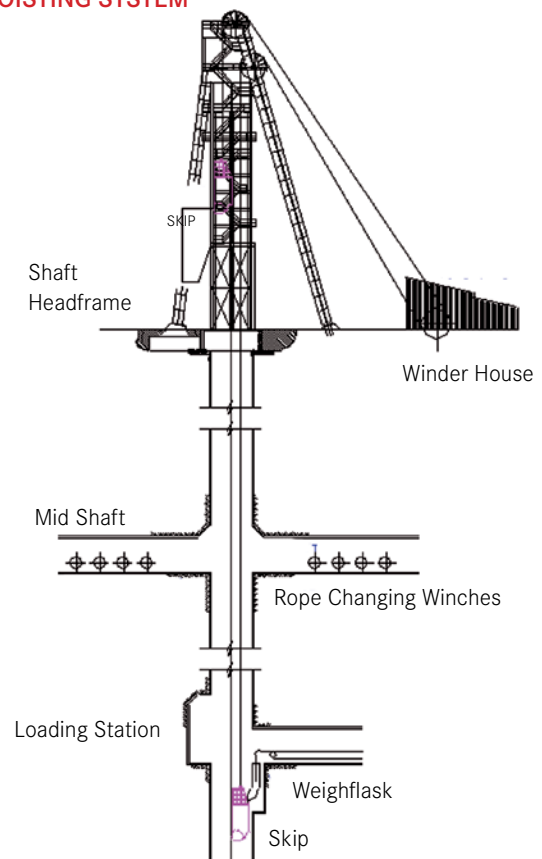 OISTING SYSTEM
SKIP
Shaft
Headframe
Winder House
Mid Shaft
Rope Changing Winches
Loading Station
Weighflask
Skip